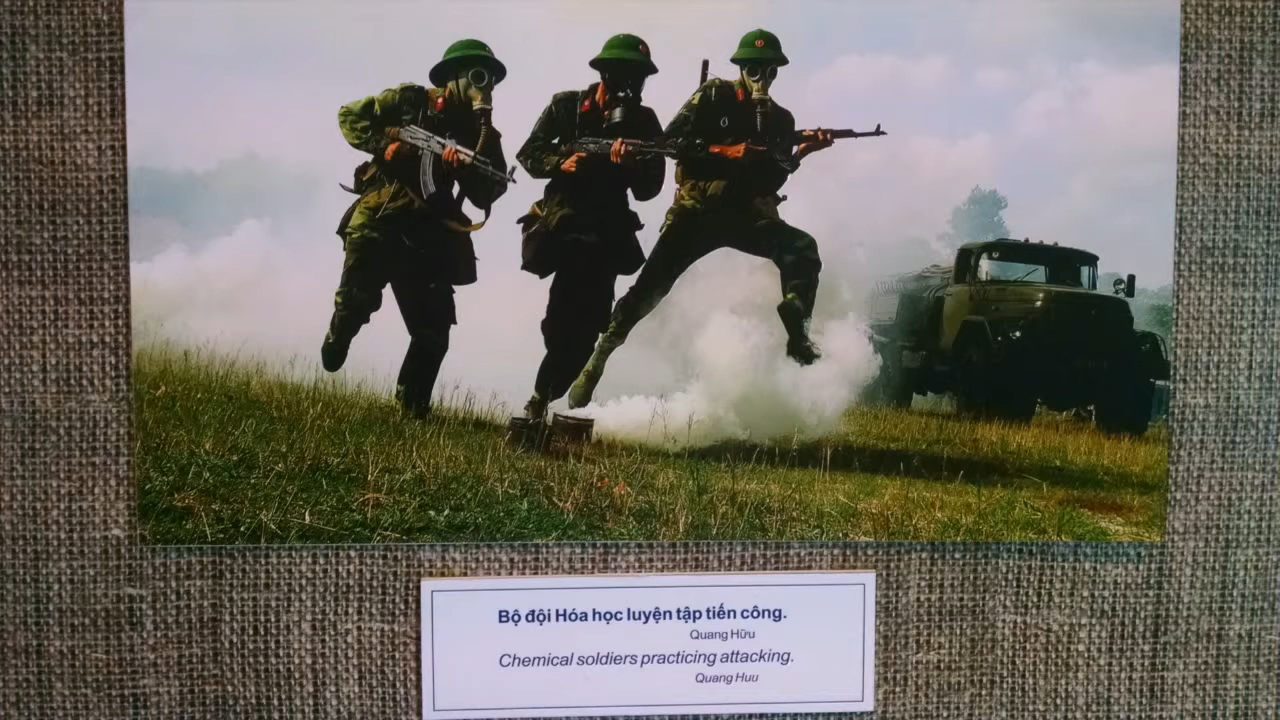 Bộ đội Hóa học luyện tập tiến công.
Quang Hữu
Chemical soldiers practicing attacking.
Quang Huu